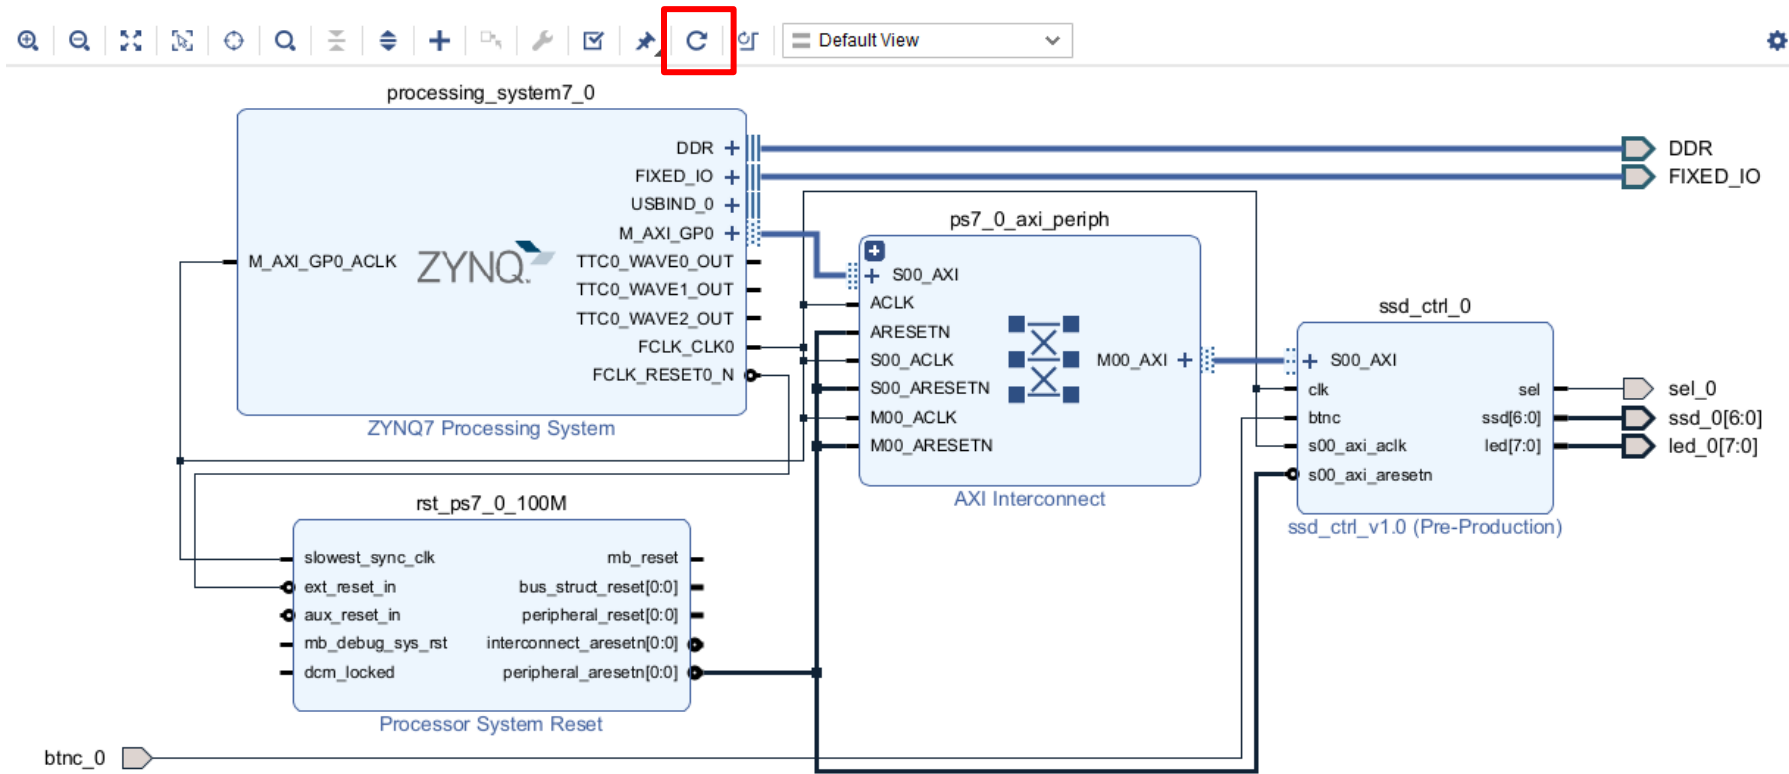 Default View
processing_system7_0
DDR
FIXED_IO
USBIND_0
M_AXI_GP0
M_AXI_GP0_ACLK
ZYNQ
TTC0_WAVE0_OUT
TTC0_WAVE1_OUT
TTC0_WAVE2_OUT
FCLK_CLK0
FCLK_RESET0_N
ZYNQ7 Processing System
DDR
FIXED_IO
ps7_0_axi_periph
S00_AXI
ACLK
ARESETN
S00_ACLK
S00_ARESETN
M00_ACLK
M00_ARESETN
M00_AXI
AXI Interconnect
ssd_ctrl_0
S00_AXI
clk
btnc
s00_axi_aclk
s00_axi_aresetn
sel
ssd[6:0]
led[7:0]
ssd_ctrl_v1.0 (Pre-Production)
sel_0
ssd_0[6:0]
led_0[7:0]
rst_ps7_0_100M
slowest_sync_clk
ext_reset_in
aux_reset_in
mb_debug_sys_rst
dcm_locked
mb_reset
bus_struct_reset[0:0]
peripheral_reset[0:0]
interconnect_aresetn[0:0]
peripheral_aresetn[0:0]
Processor System Reset
btnc_0